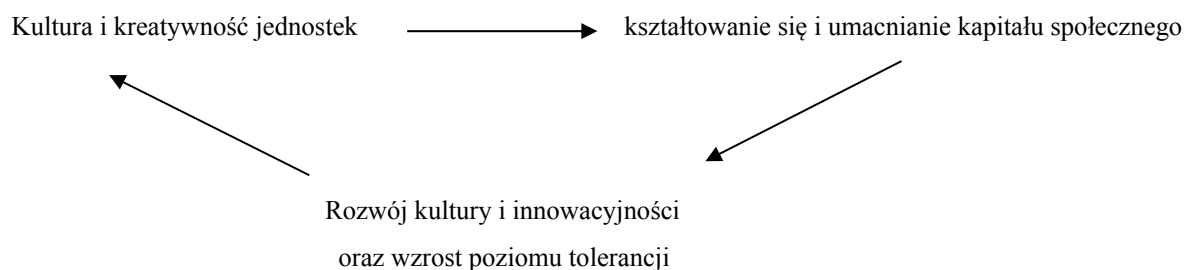 Kultura i kreatywność jednostek
kształtowanie się i umacnianie kapitału społecznego
Rozwój kultury i innowacyjności
oraz wzrost poziomu tolerancji